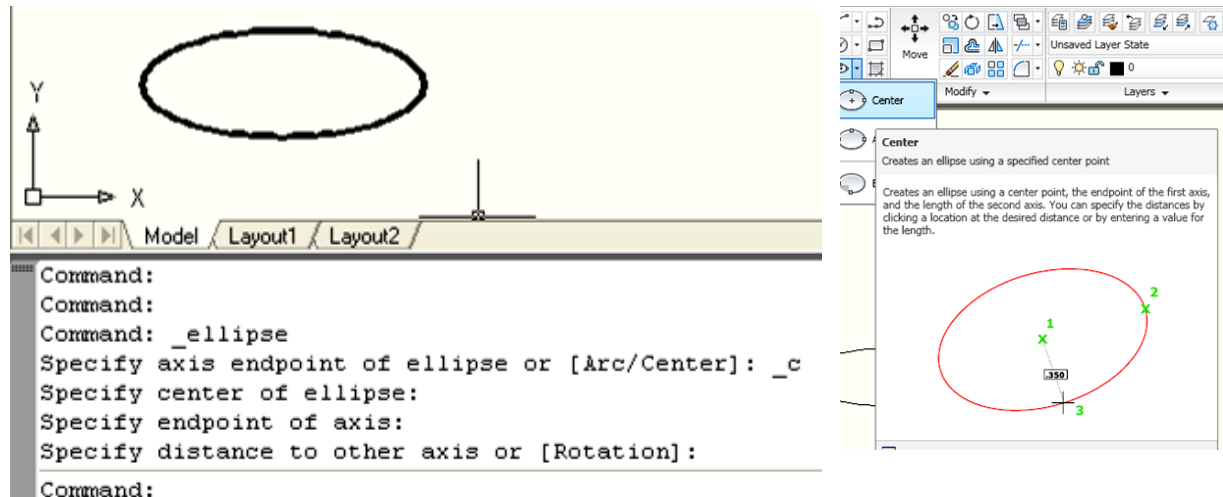 Y
X
Model
Layout1
Layout2
Command:
Command:
Command: _ellipse
Specify axis endpoint of ellipse or [Arc/Center]: _c
Specify center of ellipse:
Specify endpoint of axis:
Specify distance to other axis or [Rotation]:
Command:
Move
Unsaved Layer State
0
Modify
Layers
Center
Center
Creates an ellipse using a specified center point
Creates an ellipse using a center point, the endpoint of the first axis,
and the length of the second axis. You can specify the distances by
clicking a location at the desired distance or by entering a value for
the length.
2
1
.350
3